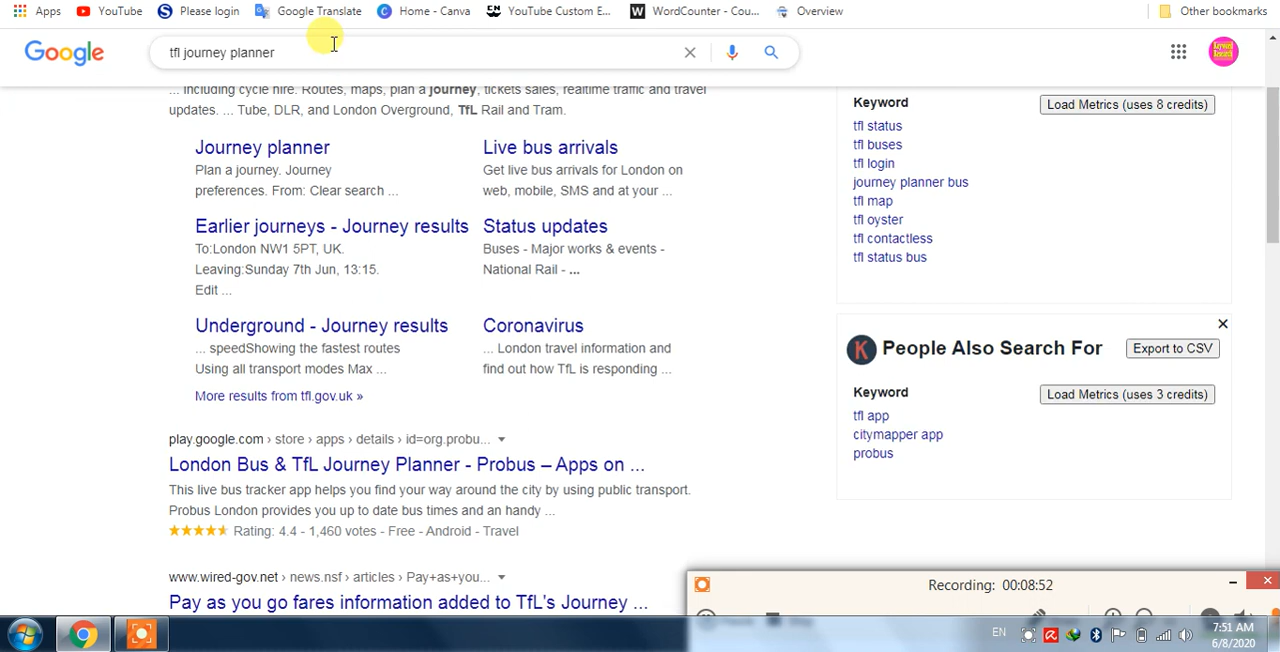 Apps YouTube Please login Google Translate Home - Canva YouTube Custom E... WordCounter - Cou... Overview Other bookmarks
Google tfl journey planner
... including cycle hire. Routes, maps, plan a journey, tickets sales, realtime traffic and travel
updates. ... Tube, DLR, and London Overground, TfL Rail and Tram.
Journey planner
Plan a journey. Journey
preferences. From: Clear search ...
Live bus arrivals
Get live bus arrivals for London on
web, mobile, SMS and at your ...
Earlier journeys - Journey results
To:London NW1 5PT, UK.
Leaving:Sunday 7th Jun, 13:15.
Edit ...
Status updates
Buses - Major works & events -
National Rail - ...
Underground - Journey results
... speedShowing the fastest routes
Using all transport modes Max ...
Coronavirus
... London travel information and
find out how TfL is responding ...
More results from tfl.gov.uk »
play.google.com › store › apps › details › id=org.probu...
London Bus & TfL Journey Planner - Probus – Apps on ...
This live bus tracker app helps you find your way around the city by using public transport.
Probus London provides you up to date bus times and an handy ...
Rating: 4.4 - 1,460 votes - Free - Android - Travel
www.wired-gov.net › news.nsf › articles › Pay+as+you...
Pay as you go fares information added to TfL's Journey ...
Keyword Load Metrics (uses 8 credits)
tfl status
tfl buses
tfl login
journey planner bus
tfl map
tfl oyster
tfl contactless
tfl status bus
People Also Search For Export to CSV
Keyword Load Metrics (uses 3 credits)
tfl app
citymapper app
probus
Recording: 00:08:52
EN 7:51 AM
6/8/2020